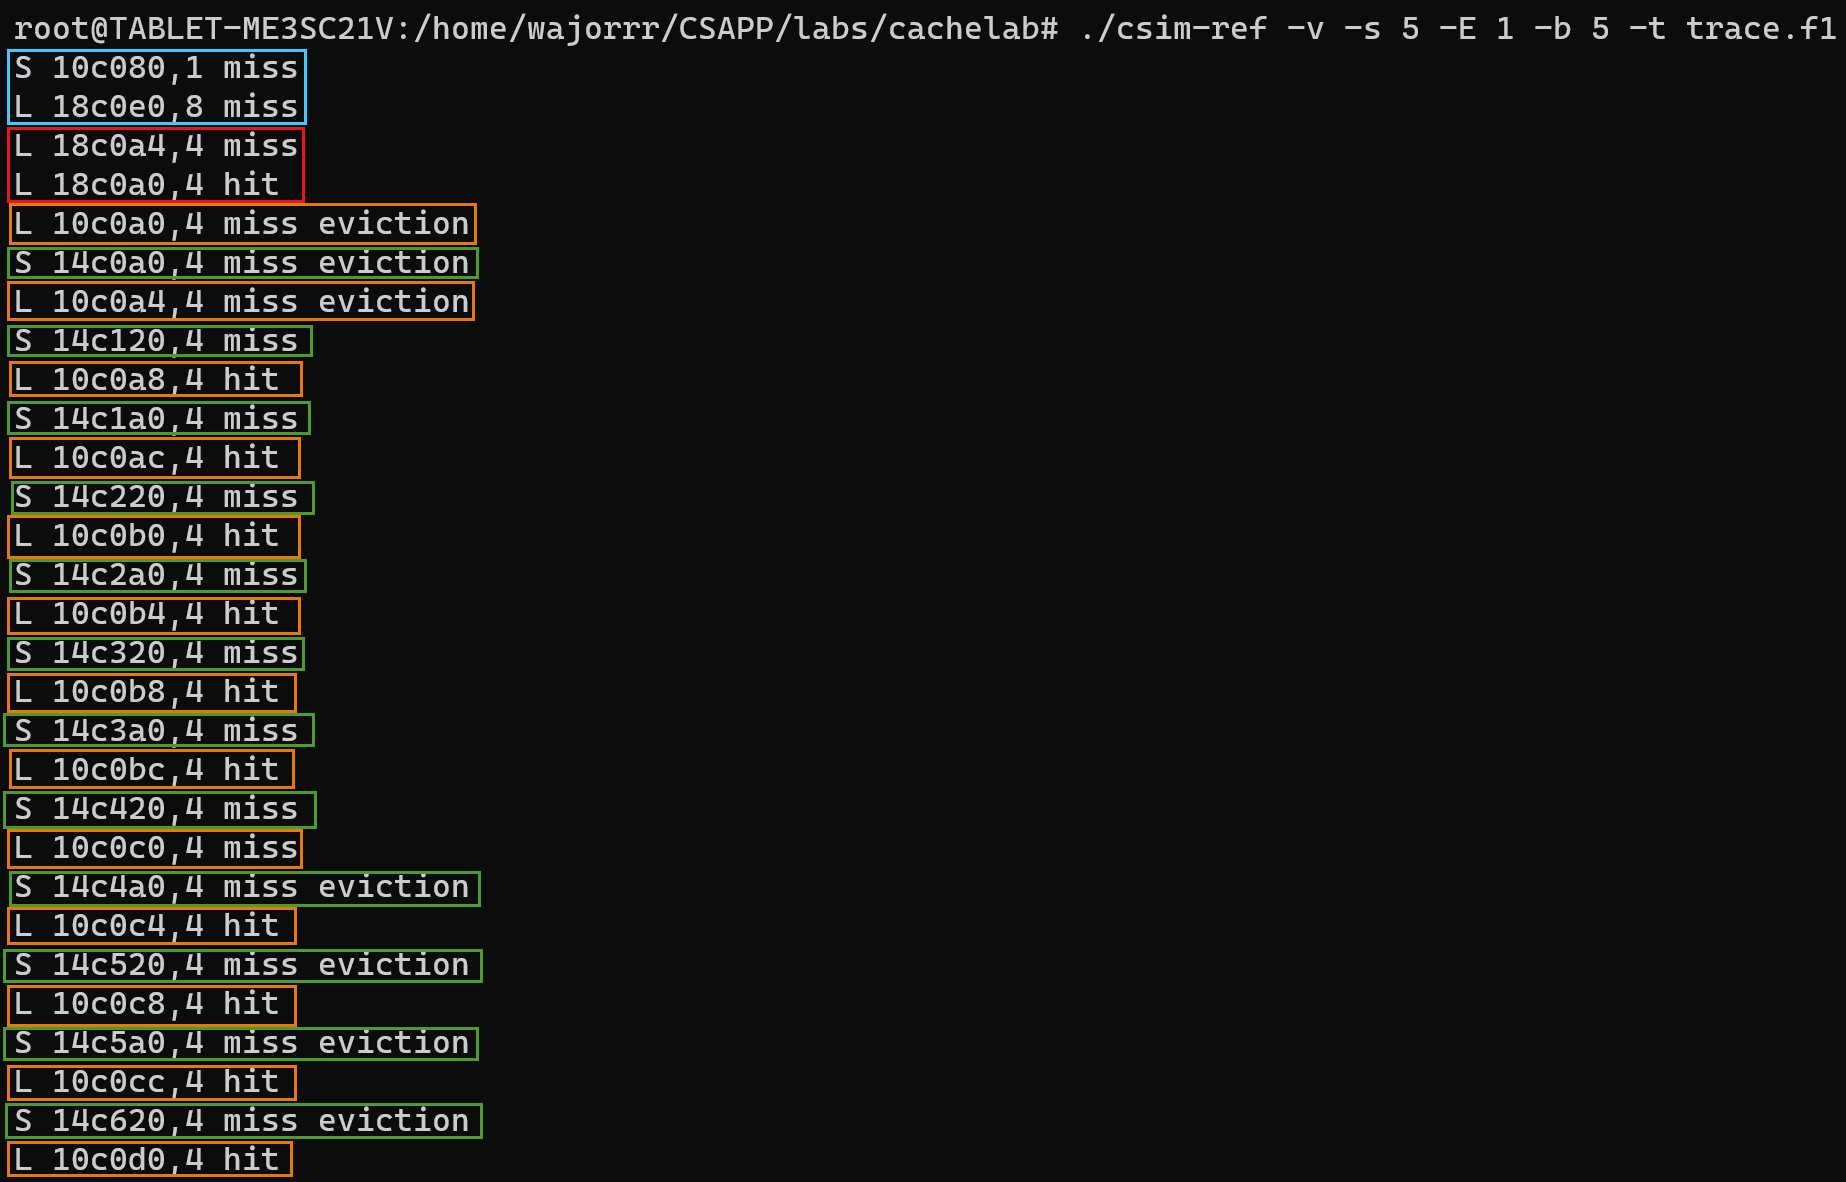 root@TABLET-ME3SC21V:/home/wajorrr/CSAPP/labs/cachelab# ./csim-ref -v -s 5 -E 1 -b 5 -t trace.f1
S 10c080,1 miss
L 18c0e0,8 miss
L 18c0a4,4 miss
L 18c0a0,4 hit
L 10c0a0,4 miss eviction
S 14c0a0,4 miss eviction
L 10c0a4,4 miss eviction
S 14c120,4 miss
L 10c0a8,4 hit
S 14c1a0,4 miss
L 10c0ac,4 hit
S 14c220,4 miss
L 10c0b0,4 hit
S 14c2a0,4 miss
L 10c0b4,4 hit
S 14c320,4 miss
L 10c0b8,4 hit
S 14c3a0,4 miss
L 10c0bc,4 hit
S 14c420,4 miss
L 10c0c0,4 miss
S 14c4a0,4 miss eviction
L 10c0c4,4 hit
S 14c520,4 miss eviction
L 10c0c8,4 hit
S 14c5a0,4 miss eviction
L 10c0cc,4 hit
S 14c620,4 miss eviction
L 10c0d0,4 hit